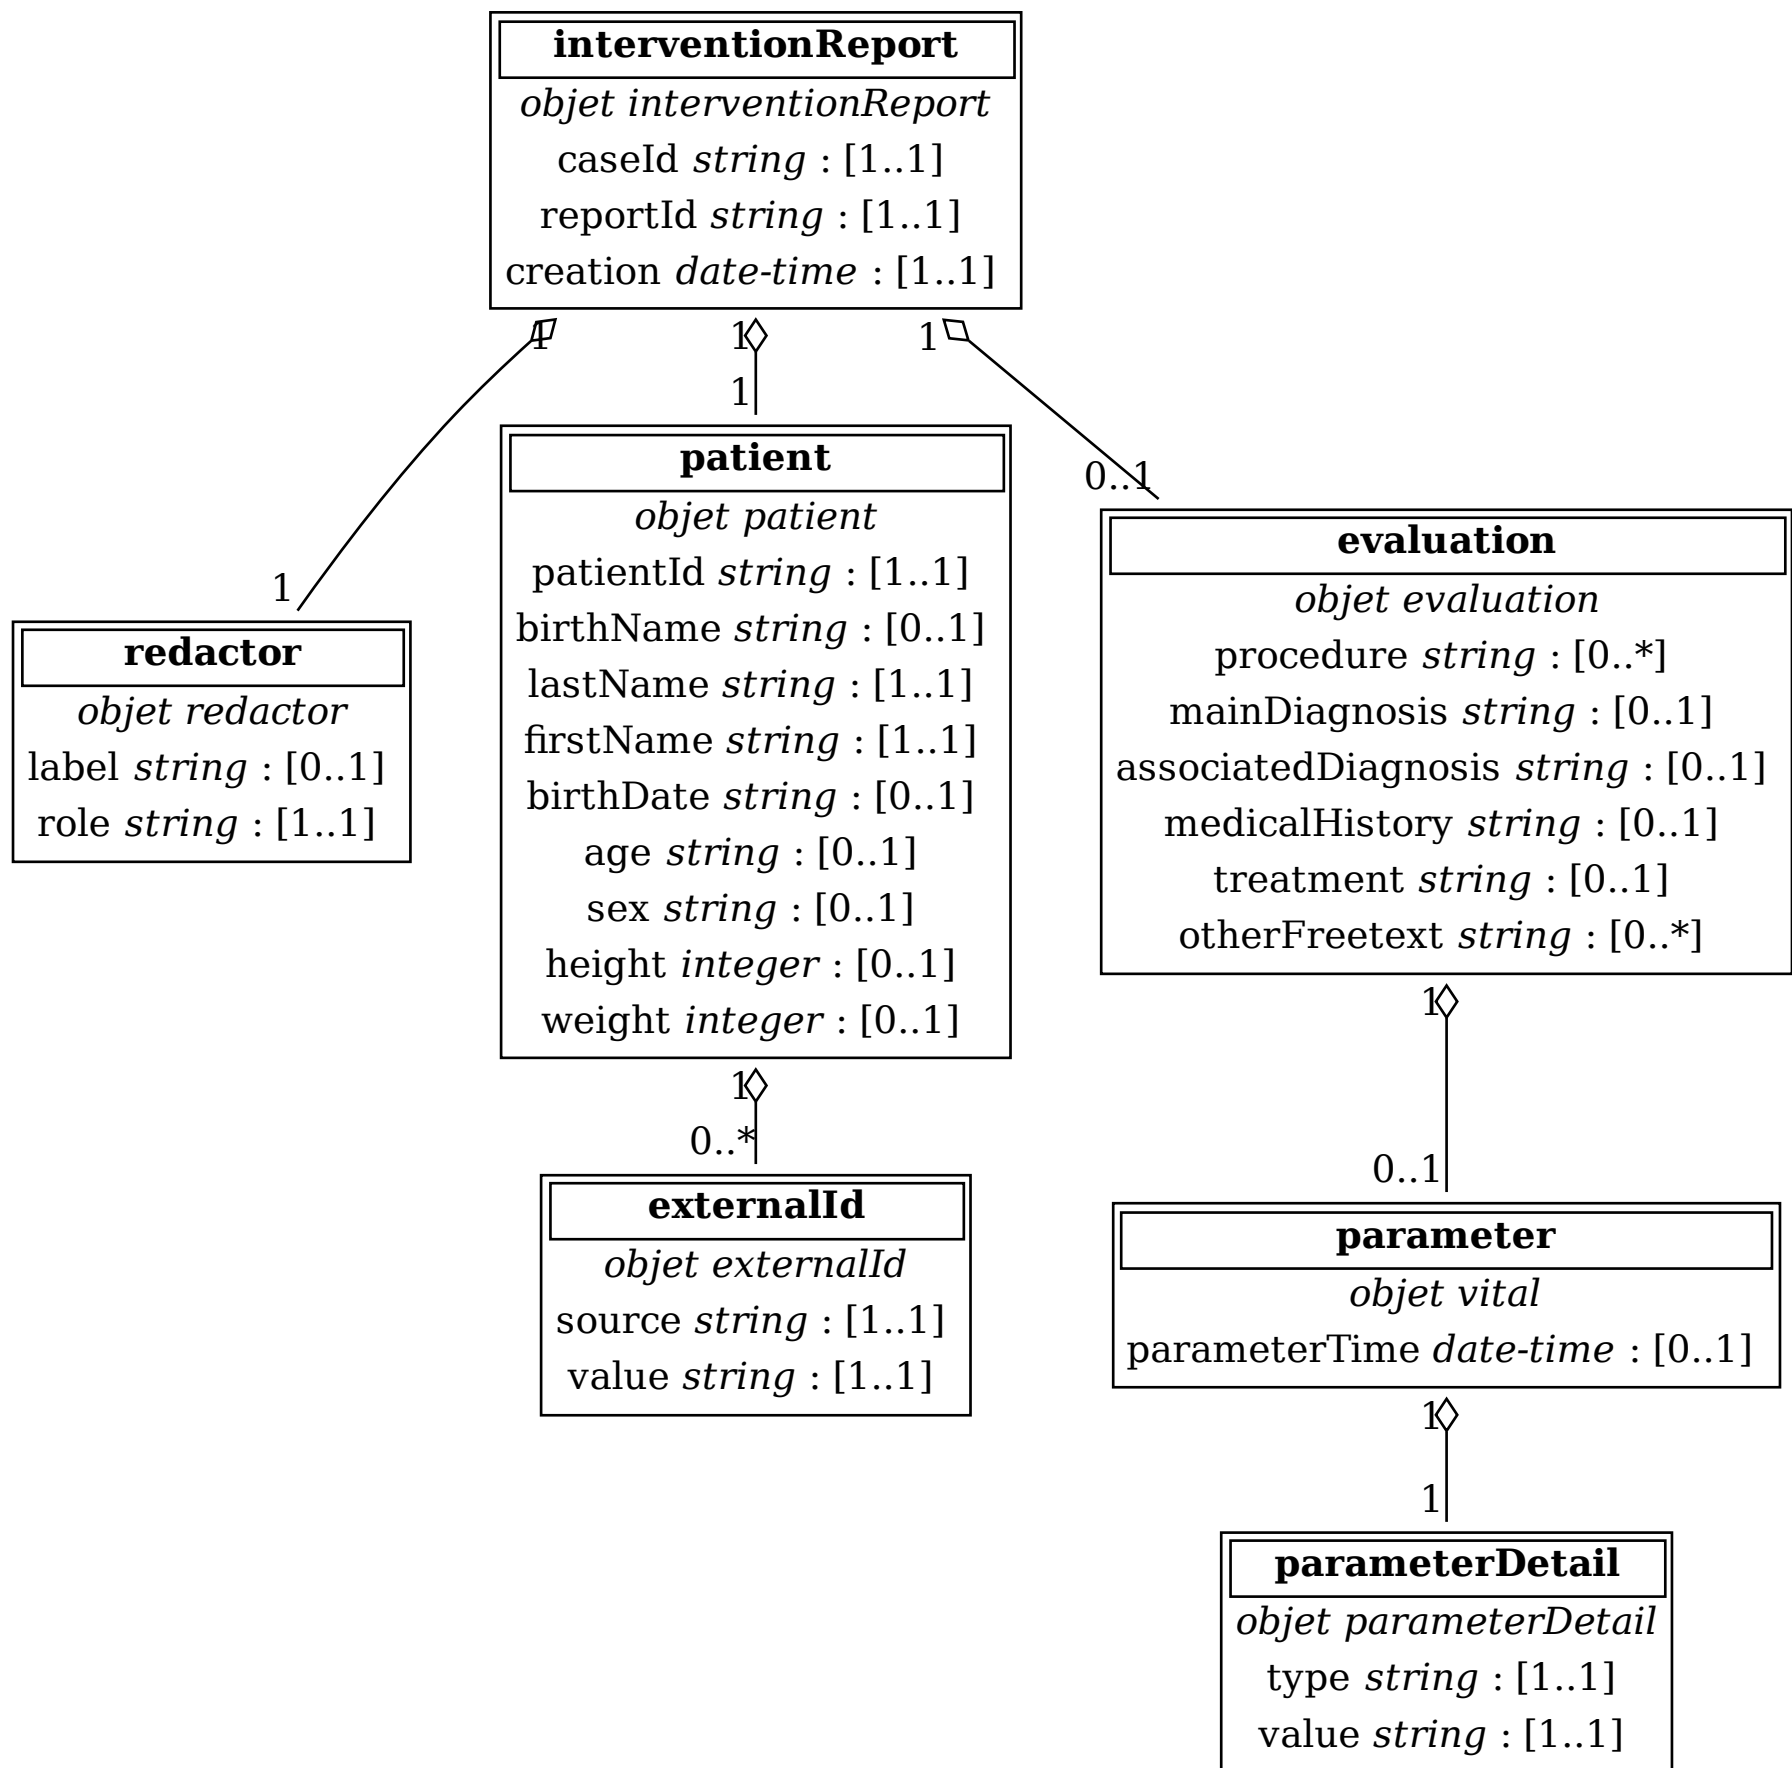 interventionReport
objet interventionReport
caseId string : [1..1]
reportId string : [1..1]
creation date-time : [1..1]
1
1
1
1
0..1
1
patient
objet patient
patientId string : [1..1]
birthName string : [0..1]
lastName string : [1..1]
firstName string : [1..1]
birthDate string : [0..1]
age string : [0..1]
sex string : [0..1]
height integer : [0..1]
weight integer : [0..1]
evaluation
objet evaluation
procedure string : [0..*]
mainDiagnosis string : [0..1]
associatedDiagnosis string : [0..1]
medicalHistory string : [0..1]
treatment string : [0..1]
otherFreetext string : [0..*]
redactor
objet redactor
label string : [0..1]
role string : [1..1]
1
0..*
1
0..1
externalId
objet externalId
source string : [1..1]
value string : [1..1]
parameter
objet vital
parameterTime date-time : [0..1]
1
1
parameterDetail
objet parameterDetail
type string : [1..1]
value string : [1..1]